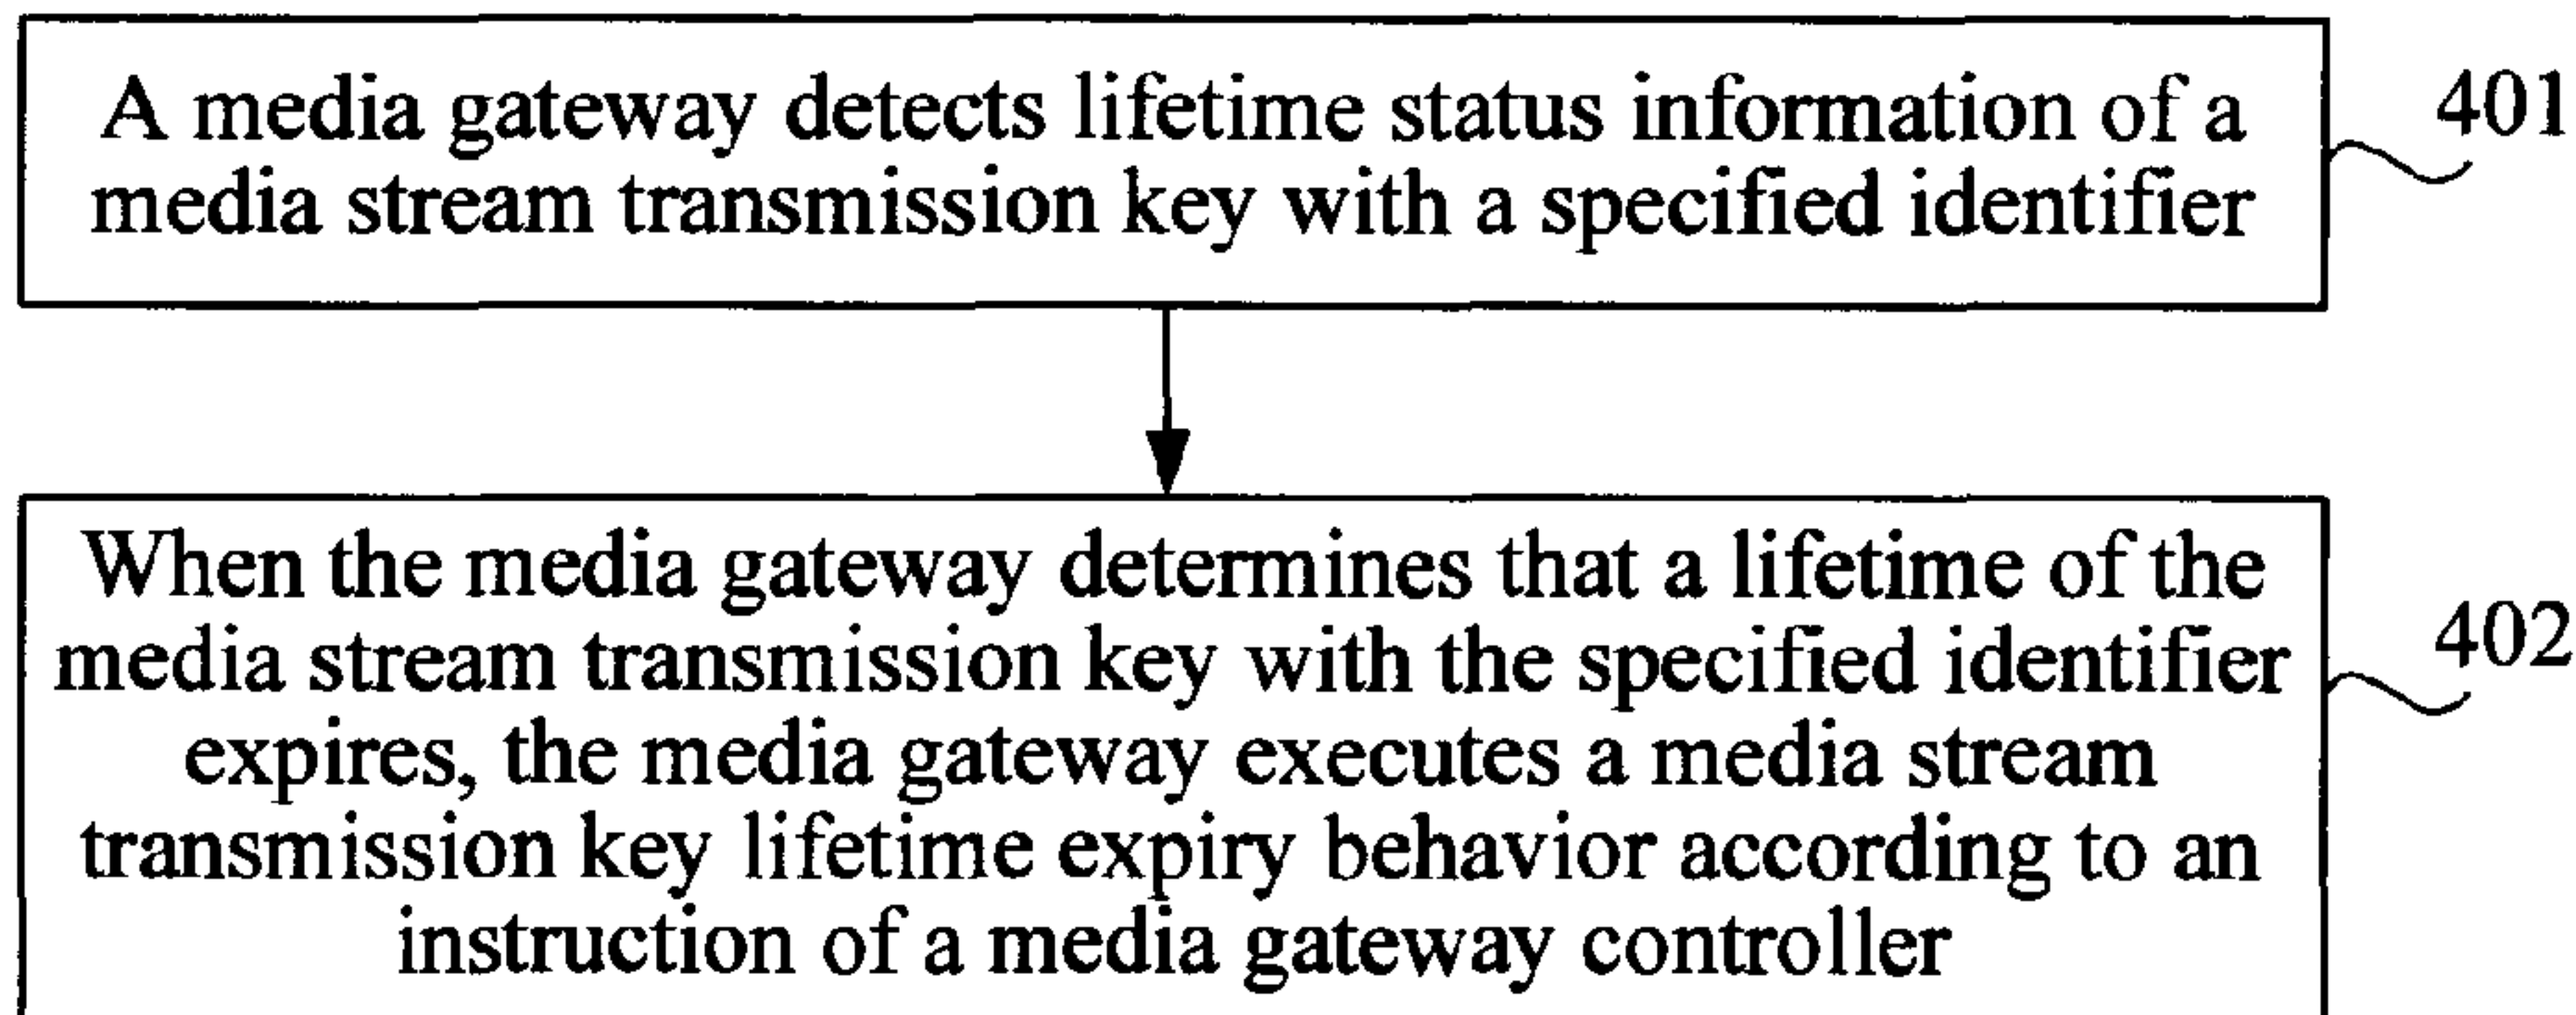 A media gateway detects lifetime status information of a
media stream transmission key with a specified identifier
401
When the media gateway determines that a lifetime of the
media stream transmission key with the specified identifier
expires, the media gateway executes a media stream
transmission key lifetime expiry behavior according to an
instruction of a media gateway controller
402